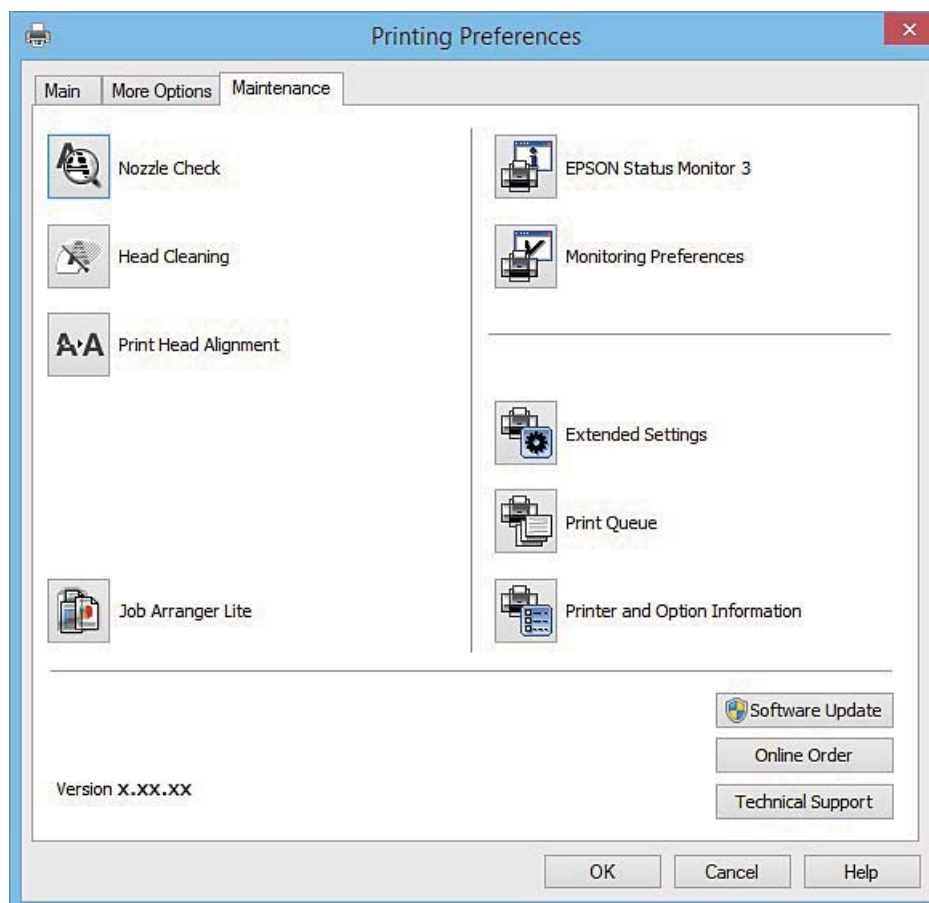 Printing Preferences
Main
More Options
Maintenance
Nozzle Check
Head Cleaning
A▸A Print Head Alignment
Job Arranger Lite
EPSON Status Monitor 3
Monitoring Preferences
Extended Settings
Print Queue
Printer and Option Information
Software Update
Online Order
Technical Support
Version x.xx.xx
OK
Cancel
Help